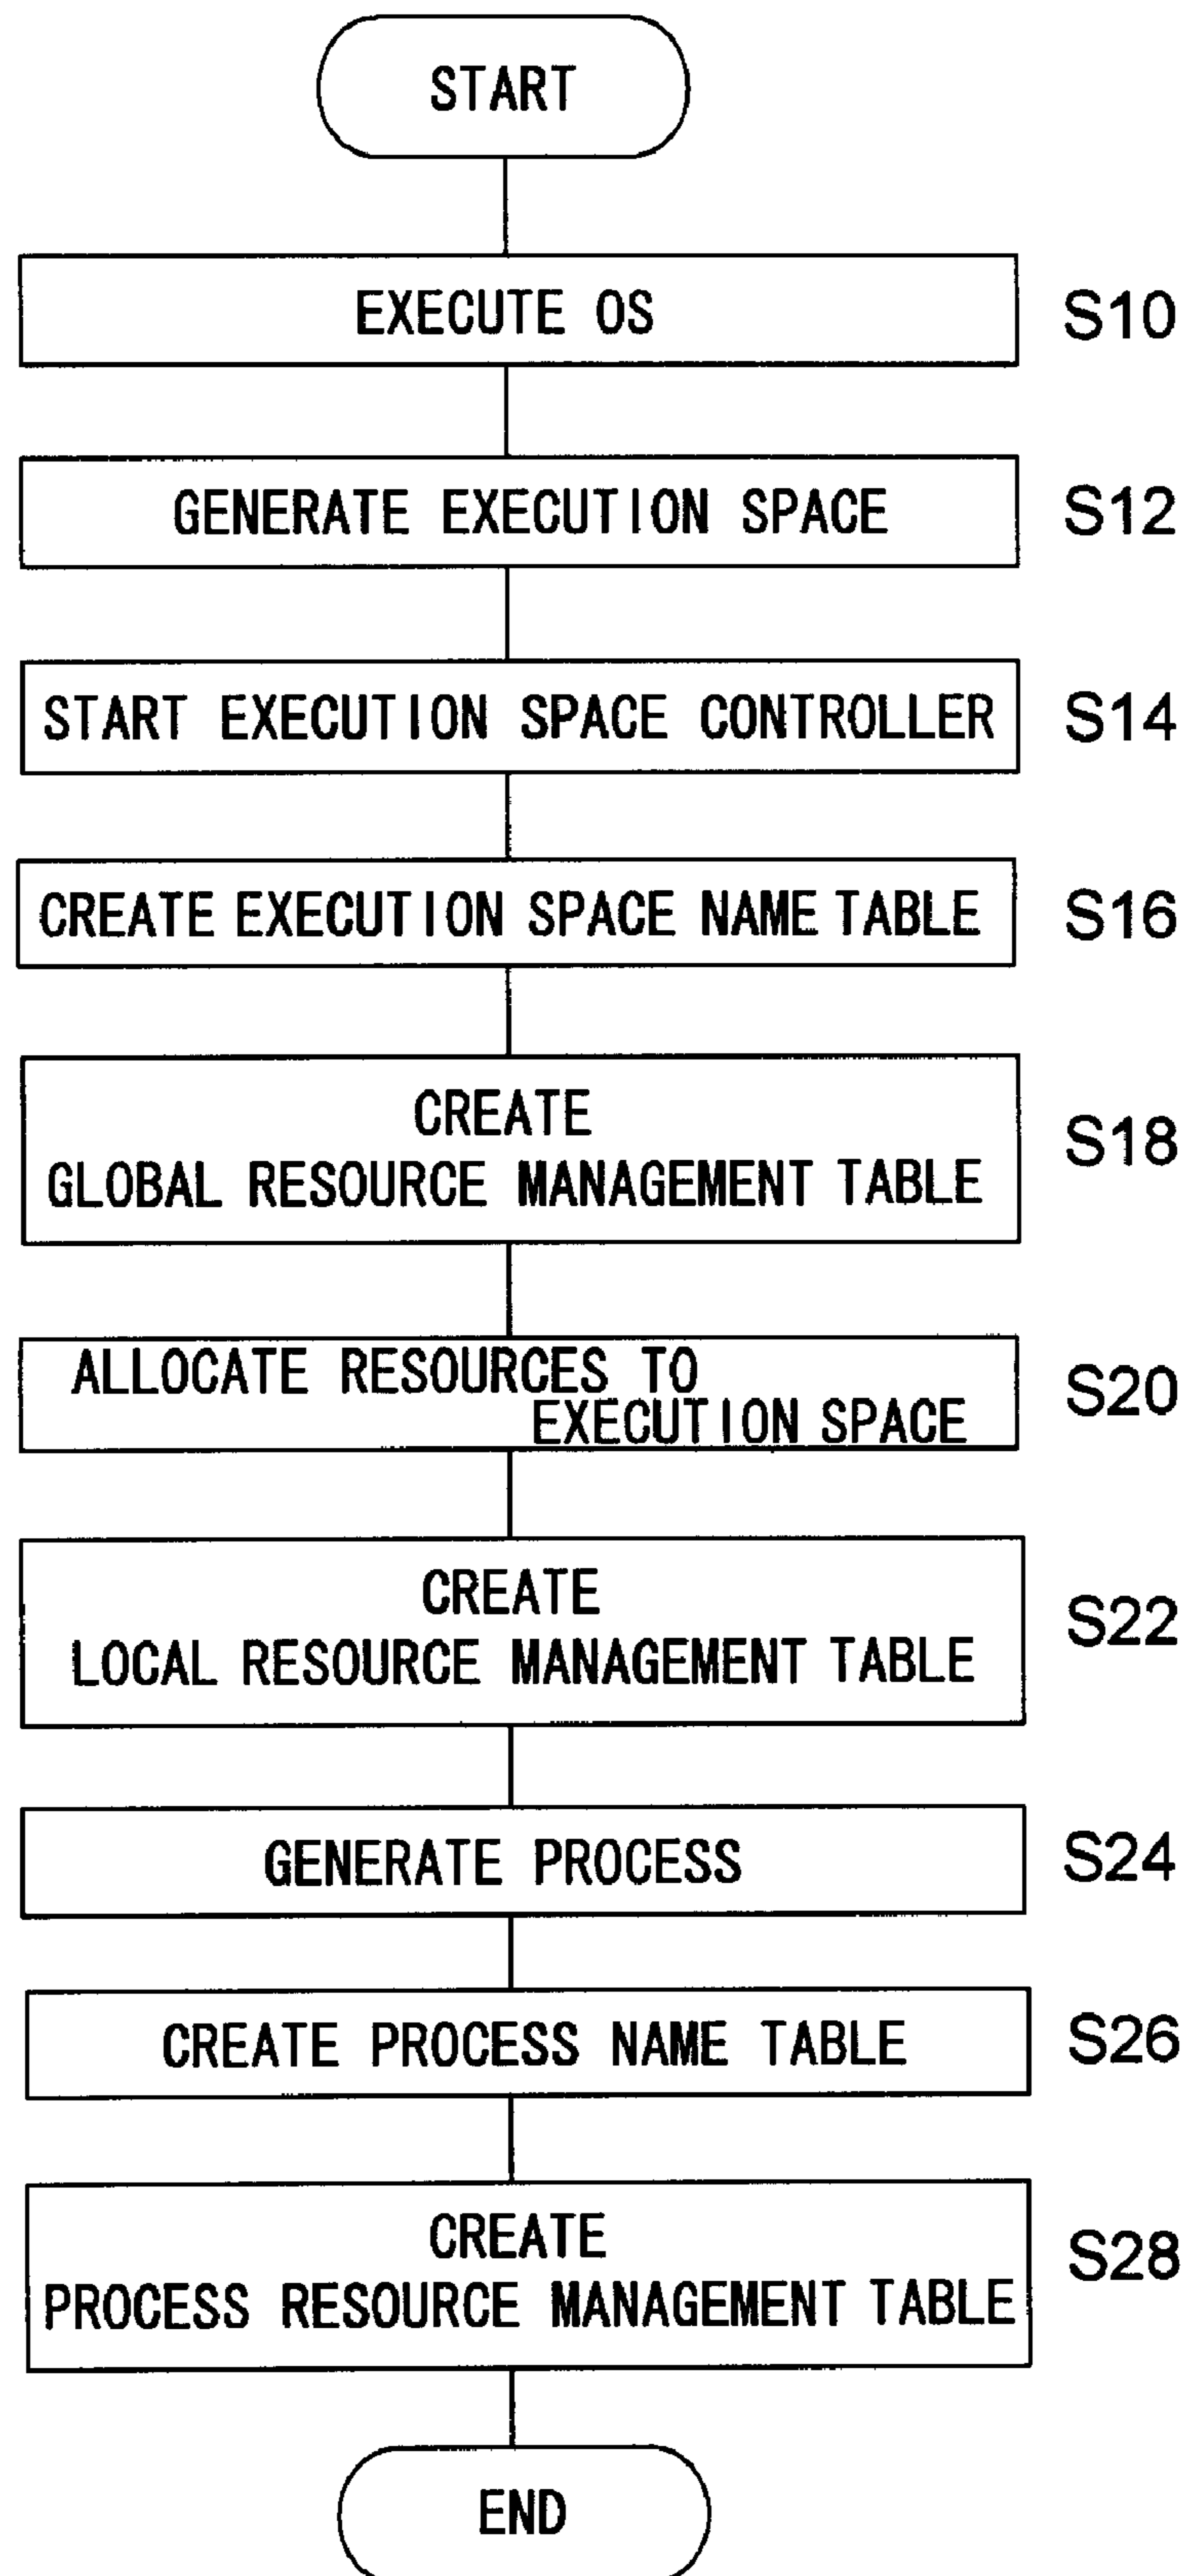 START
EXECUTE OS
S10
GENERATE EXECUTION SPACE
S12
START EXECUTION SPACE CONTROLLER
S14
CREATE EXECUTION SPACE NAME TABLE
S16
CREATE
GLOBAL RESOURCE MANAGEMENT TABLE
S18
ALLOCATE RESOURCES TO
EXECUTION SPACE
S20
CREATE
LOCAL RESOURCE MANAGEMENT TABLE
S22
GENERATE PROCESS
S24
CREATE PROCESS NAME TABLE
S26
CREATE
PROCESS RESOURCE MANAGEMENT TABLE
S28
END